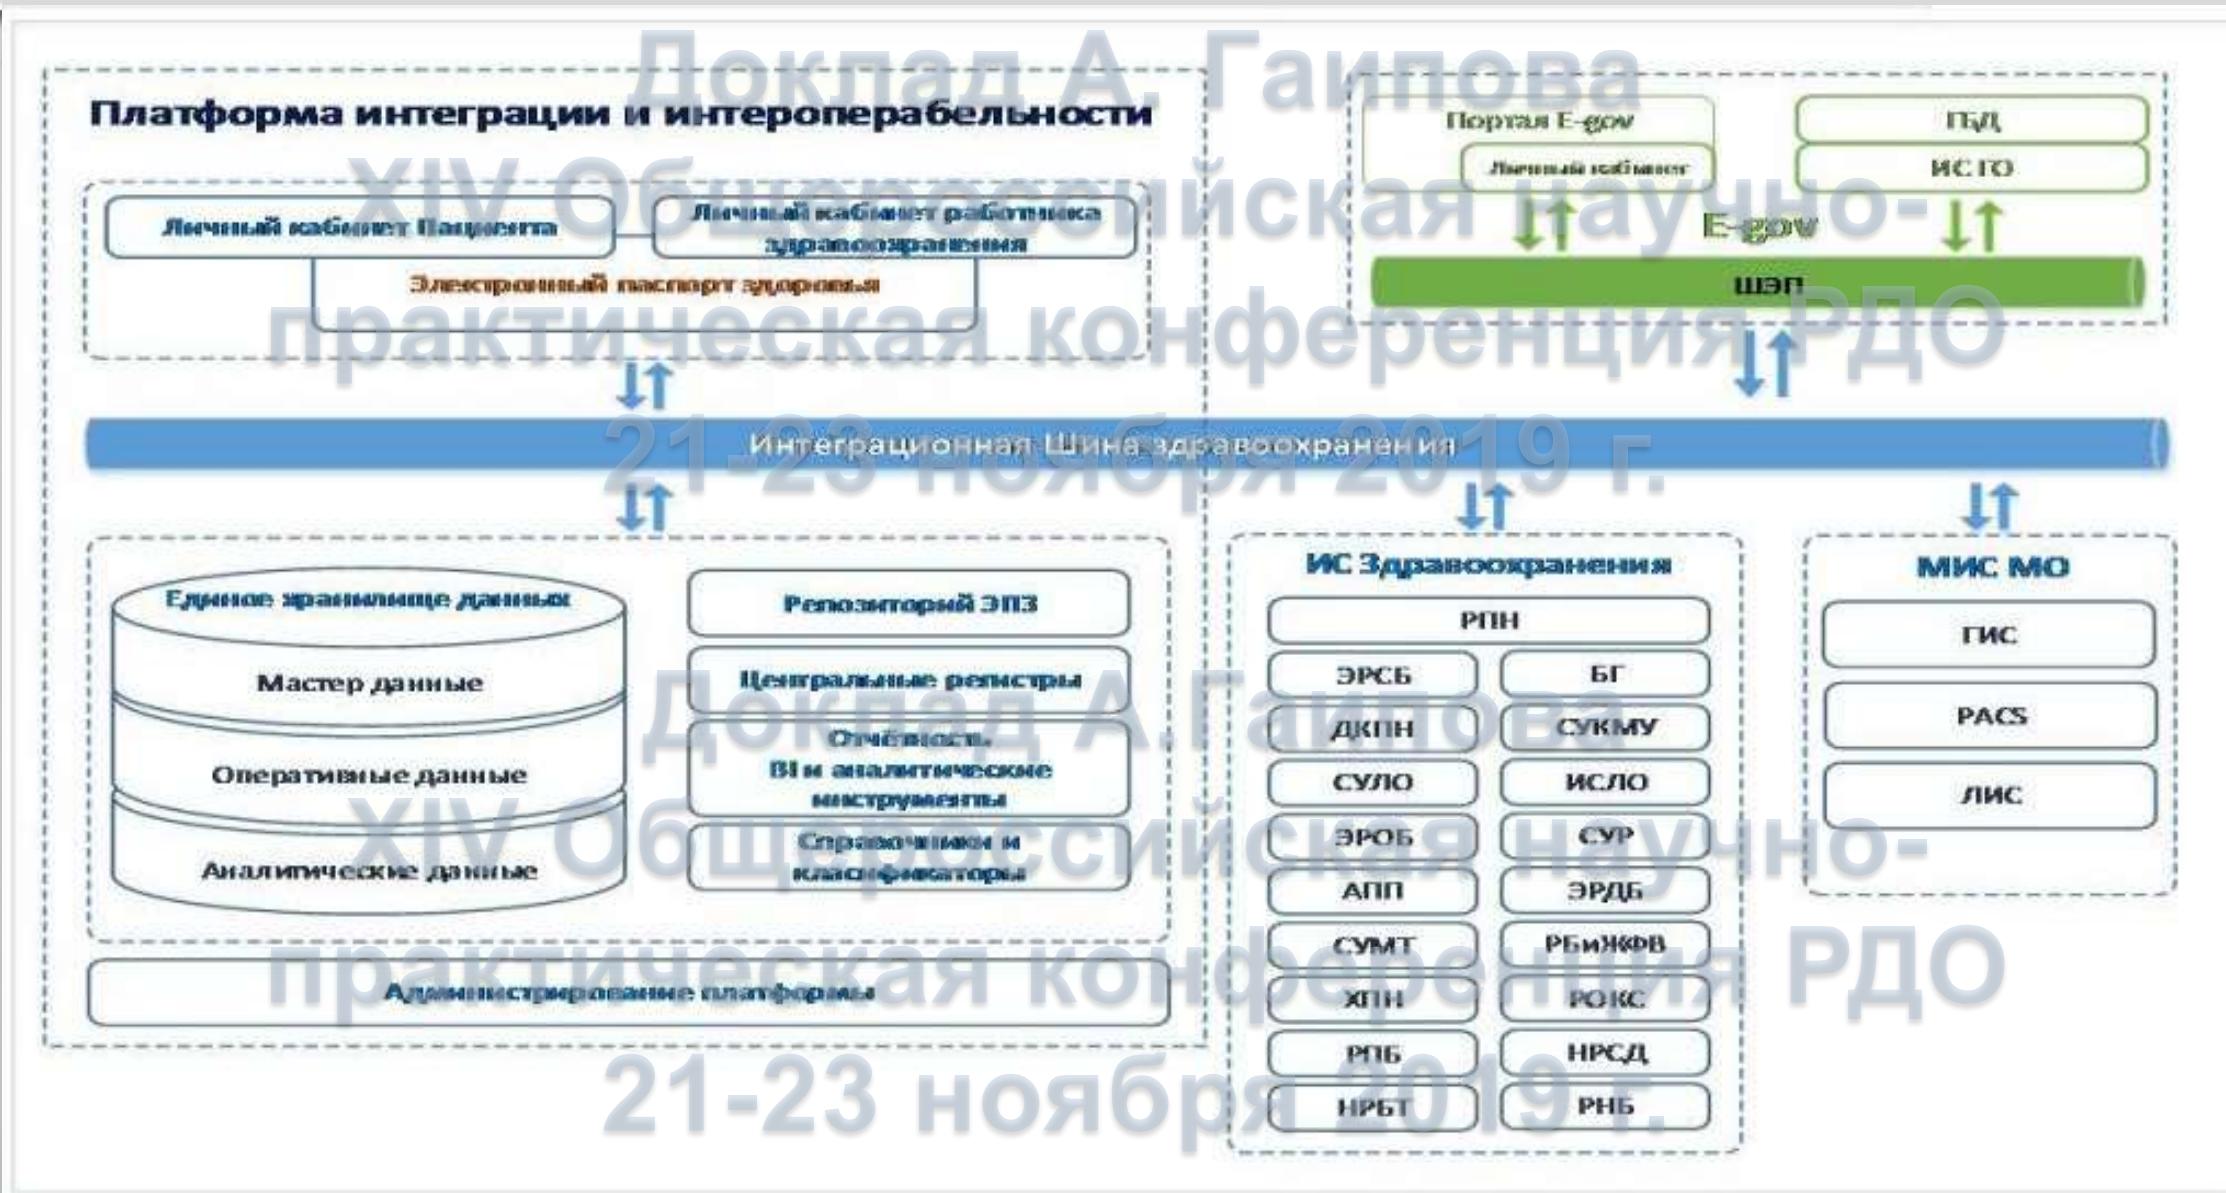 Доклад А. Гаипова
XIV Общероссийская научно-
практическая конференция РДО
21-23 ноября 2019 г.
Платформа интеграции и интероперабельности
Личный кабинет Пациента
Личный кабинет работника
здравоохранения
Электронный паспорт здоровья
Портал E-gov
Личный кабинет
ГБД
ИС ГО
E-gov
ШЭП
Интеграционная Шина здравоохранения
Единое хранилище данных
Мастер данные
Оперативные данные
Аналитические данные
Репозиторий ЭПЗ
Центральные регистры
Отчётность.
BI и аналитические
инструменты
Справочники и
класификаторы
Администрирование платформы
ИС Здравоохранения
РПН
ЭРСБ
БГ
ДКПН
СУКМУ
СУЛО
ИСЛО
ЭРОБ
СУР
АПП
ЭРДБ
СУМТ
РБиЖФВ
ХПН
РОКС
РПБ
НРСД
НРБТ
РНБ
МИС МО
ГИС
PACS
ЛИС
Доклад А.Гаипова
XIV Общероссийская научно-
практическая конференция РДО
21-23 ноября 2019 г.